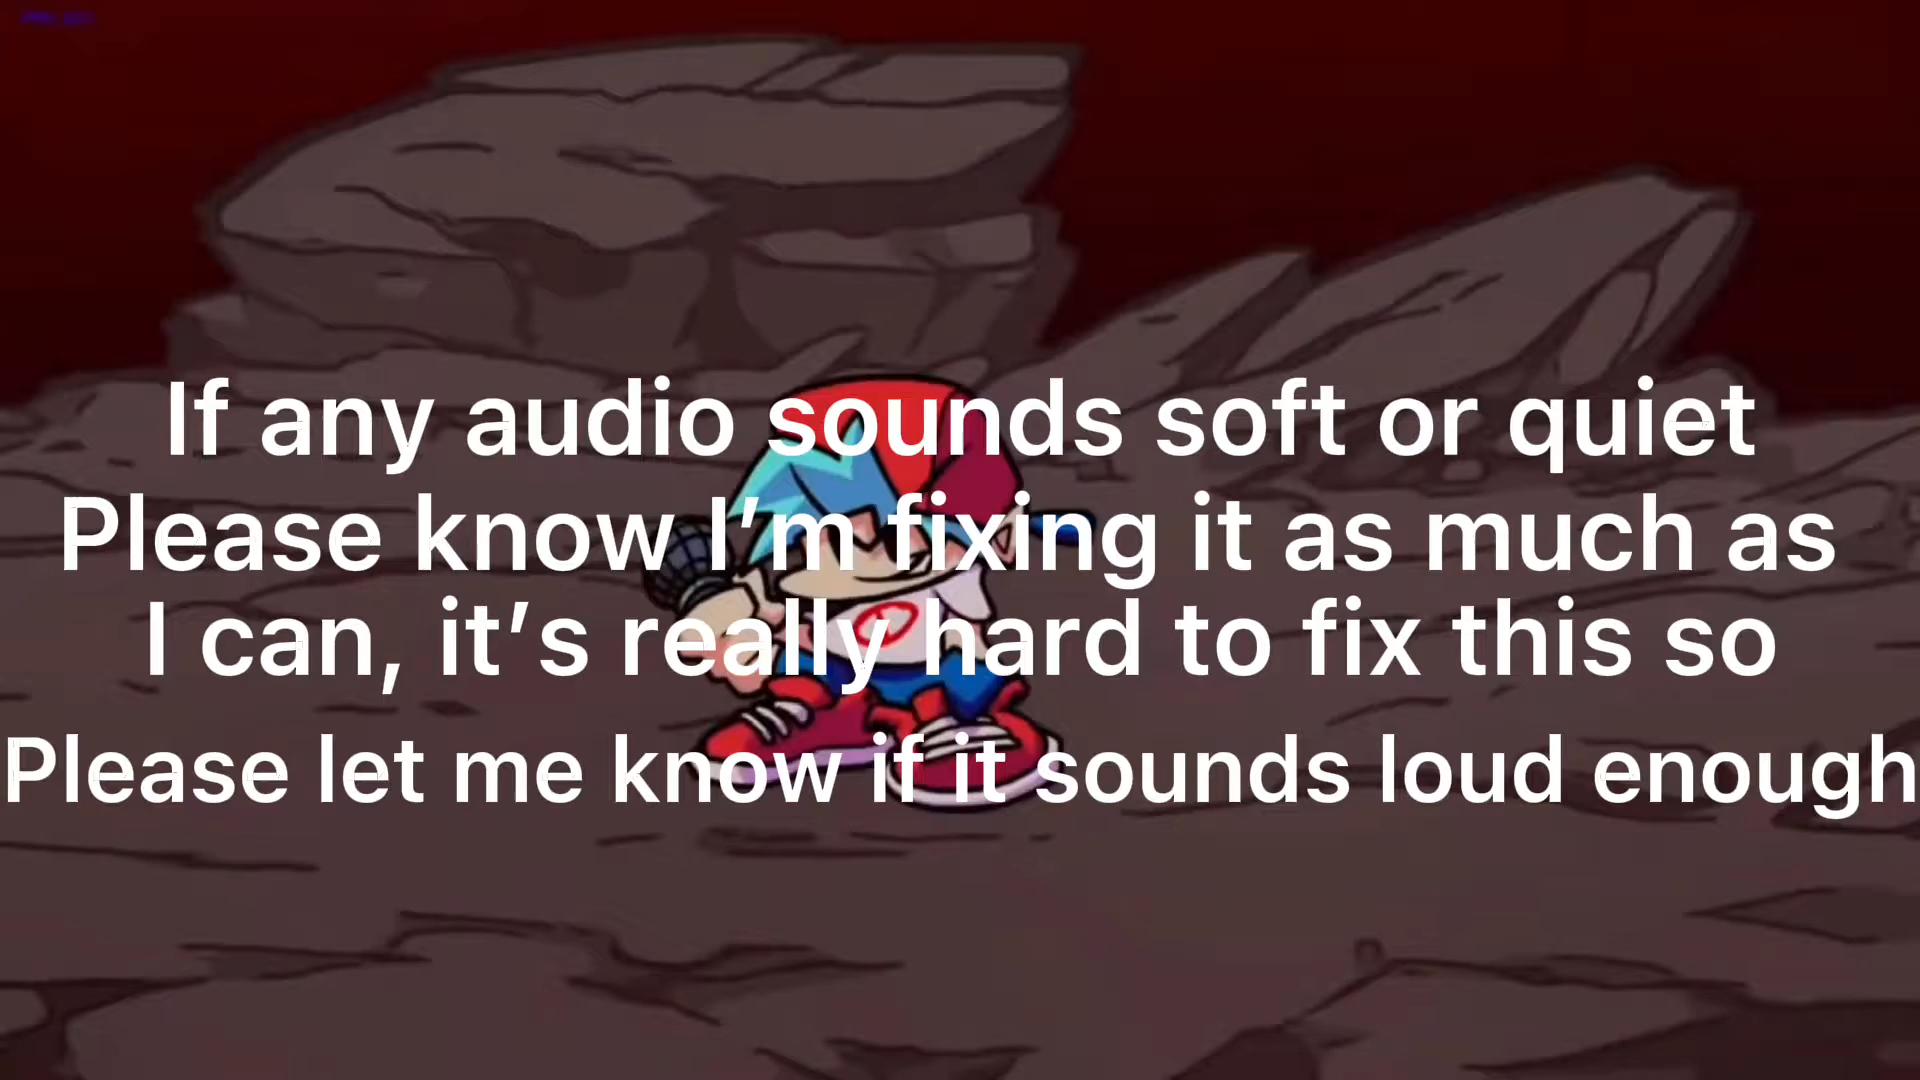 If any audio sounds soft or quiet
Please know I’m fixing it as much as
I can, it’s really hard to fix this so
Please let me know if it sounds loud enough